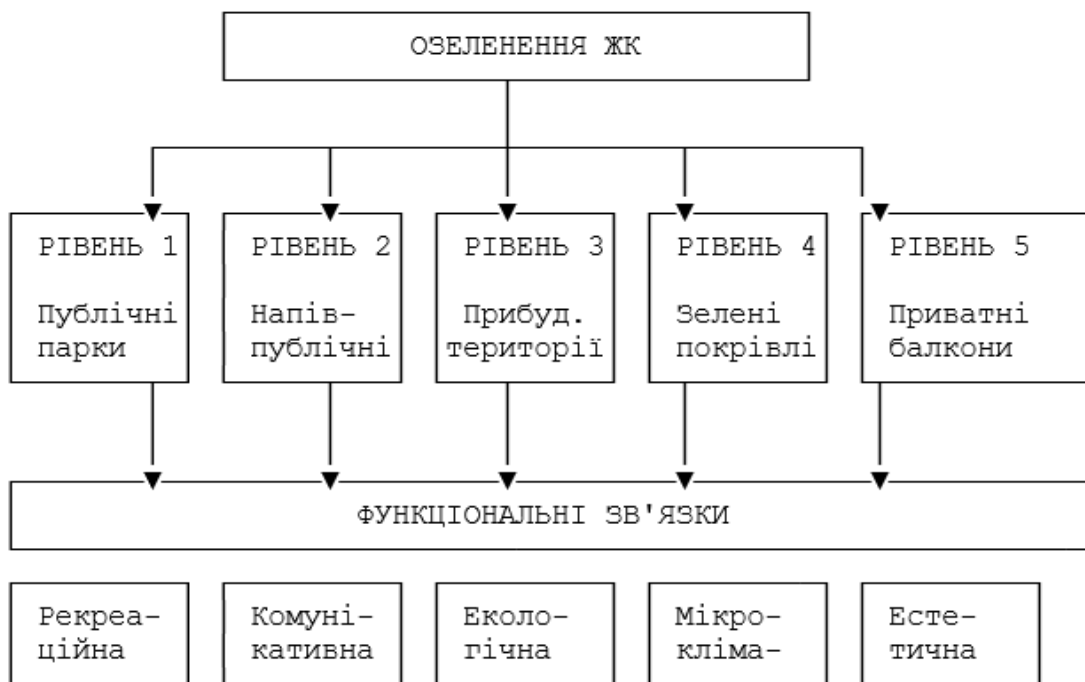 ОЗЕЛЕНЕННЯ ЖК
РІВЕНЬ 1
Публічні
парки
РІВЕНЬ 2
Напів-
публічні
РІВЕНЬ 3
Прибуд.
території
РІВЕНЬ 4
Зелені
покрівлі
РІВЕНЬ 5
Приватні
балкони
ФУНКЦІОНАЛЬНІ ЗВ'ЯЗКИ
Рекреа-
ційна
Комуні-
кативна
Еколо-
гічна
Мікро-
кліма-
Есте-
тична